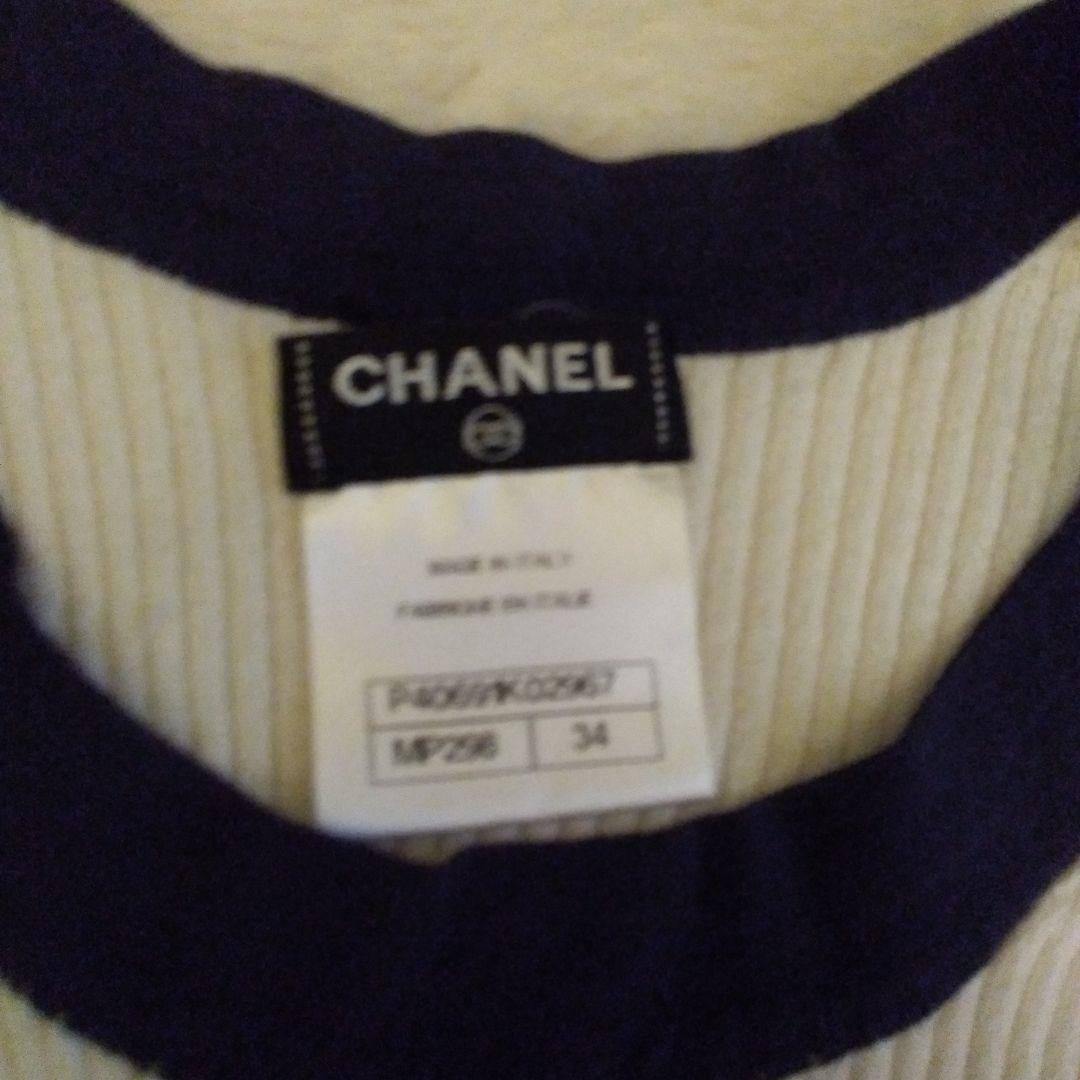 CHANEL
MADE IN ITALY
FABRIQUE EN ITALIE
P40691K02967
MP298 34